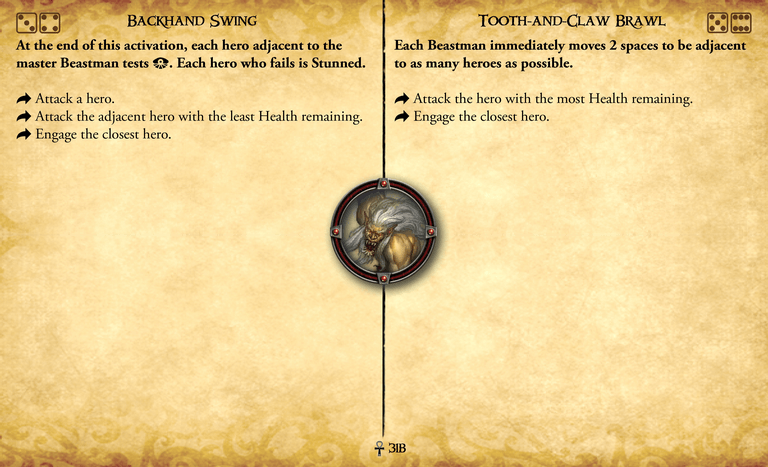 Backhand Swing
At the end of this activation, each hero adjacent to the
master Beastman tests . Each hero who fails is Stunned.
Attack a hero.
Attack the adjacent hero with the least Health remaining.
Engage the closest hero.
Tooth-and-Claw Brawl
Each Beastman immediately moves 2 spaces to be adjacent
to as many heroes as possible.
Attack the hero with the most Health remaining.
Engage the closest hero.
31B